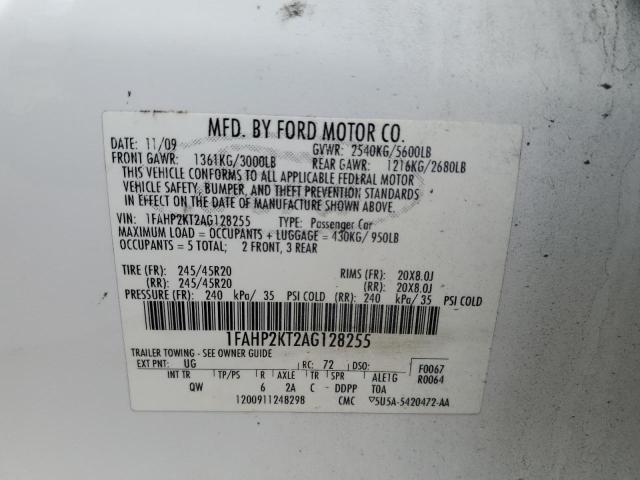 MFD. BY FORD MOTOR CO.
DATE: 11/09 GVWR: 2540KG/5600LB
FRONT GAWR: 1361KG/3000LB REAR GAWR: 1216KG/2680LB
THIS VEHICLE CONFORMS TO ALL APPLICABLE FEDERAL MOTOR
VEHICLE SAFETY, BUMPER, AND THEFT PREVENTION STANDARDS
IN EFFECT ON THE DATE OF MANUFACTURE SHOWN ABOVE.
VIN: 1FAHP2KT2AG128255 TYPE: Passenger Car
MAXIMUM LOAD = OCCUPANTS + LUGGAGE = 430KG/ 950LB
OCCUPANTS = 5 TOTAL; 2 FRONT, 3 REAR
TIRE (FR): 245/45R20 RIMS (FR): 20X8.0J
(RR): 245/45R20 (RR): 20X8.0J
PRESSURE (FR): 240 kPa/ 35 PSI COLD (RR): 240 kPa/ 35 PSI COLD
1FAHP2KT2AG128255
TRAILER TOWING - SEE OWNER GUIDE
EXT PNT: UG RC: 72 DSO: F0067
R0064
INT TR TP/PS R AXLE TR SPR ALE1G
QW 6 2A C - DDPP T0A
1200911248298 CMC ▽5U5A-5420472-AA